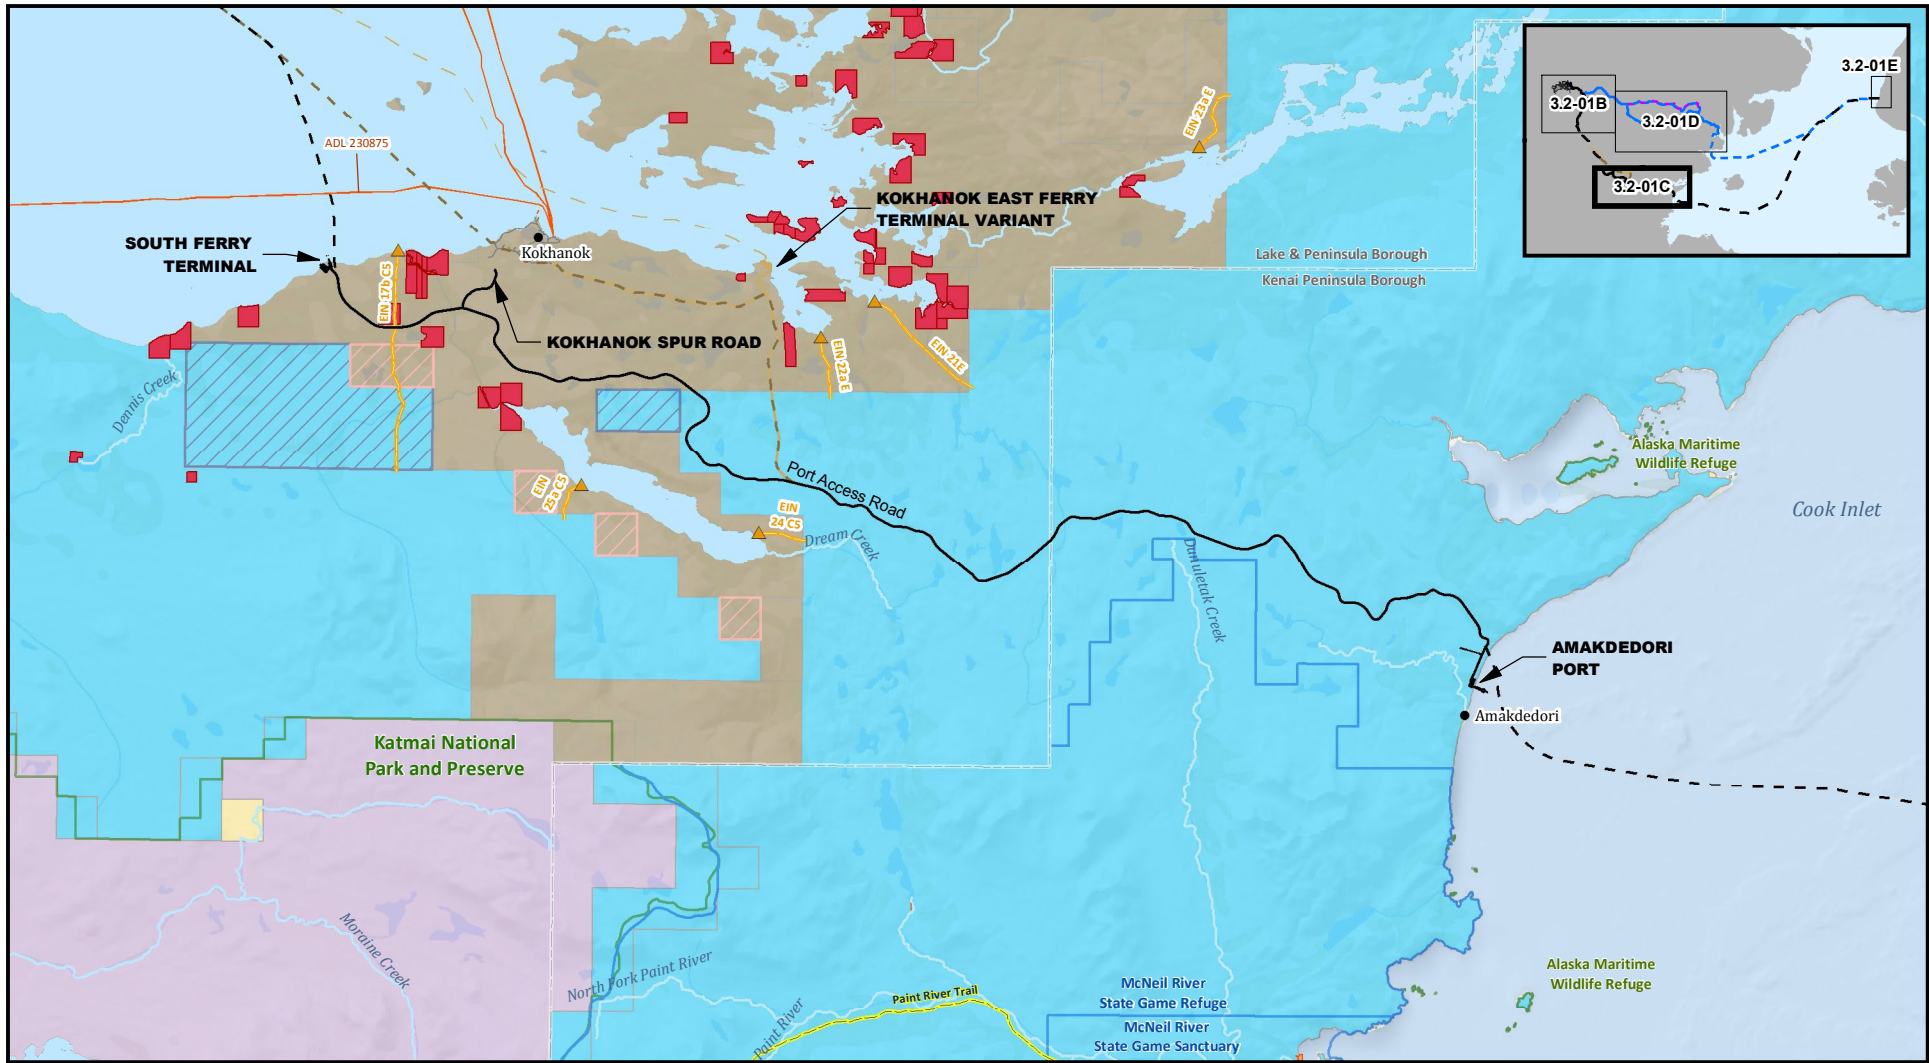 ADL 230875
SOUTH FERRY
TERMINAL
EIN 17b C5
Kokhanok
KOKHANOK EAST FERRY
TERMINAL VARIANT
EIN 23a E
Lake & Peninsula Borough
Kenai Peninsula Borough
3.2-01B
3.2-01D
3.2-01C
3.2-01E
KOKHANOK SPUR ROAD
EIN 22a E
EIN 21E
Dennis Creek
EIN
25a C5
EIN
24 C5
Port Access Road
Dream Creek
Dunuletak Creek
Alaska Maritime
Wildlife Refuge
Cook Inlet
AMAKDEDORI
PORT
Amakdedori
Katmai National
Park and Preserve
Moraine Creek
North Fork Paint River
Paint River
Paint River Trail
McNeil River
State Game Refuge
McNeil River
State Game Sanctuary
Alaska Maritime
Wildlife Refuge